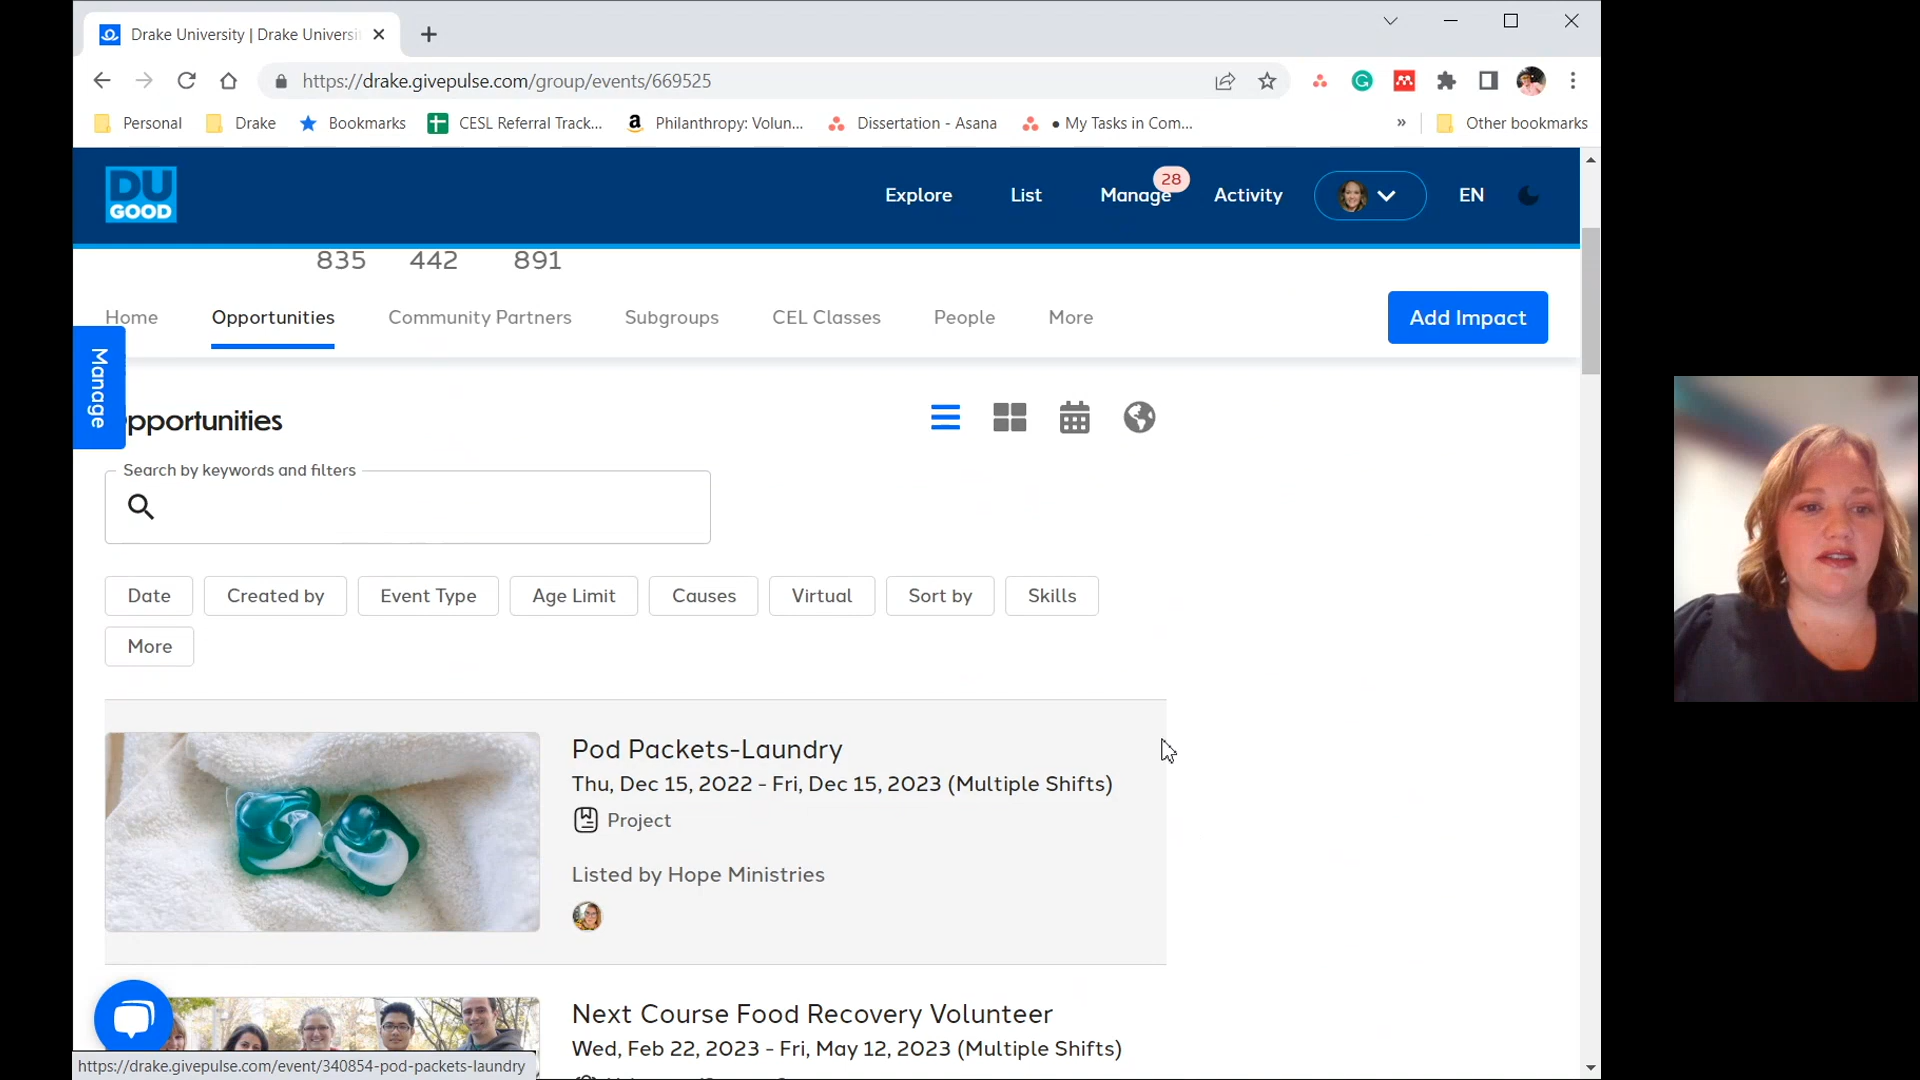 Drake University | Drake Universi
https://drake.givepulse.com/group/events/669525
Personal
Drake
Bookmarks
CESL Referral Track...
Philanthropy: Volun...
Dissertation - Asana
• My Tasks in Com...
»
Other bookmarks
DU GOOD
Explore
List
Manage
28
Activity
EN
835 442 891
Home
Opportunities
Community Partners
Subgroups
CEL Classes
People
More
Add Impact
Manage
pportunities
Search by keywords and filters
Date
Created by
Event Type
Age Limit
Causes
Virtual
Sort by
Skills
More
Pod Packets-Laundry
Thu, Dec 15, 2022 - Fri, Dec 15, 2023 (Multiple Shifts)
Project
Listed by Hope Ministries
Next Course Food Recovery Volunteer
Wed, Feb 22, 2023 - Fri, May 12, 2023 (Multiple Shifts)
https://drake.givepulse.com/event/340854-pod-packets-laundry